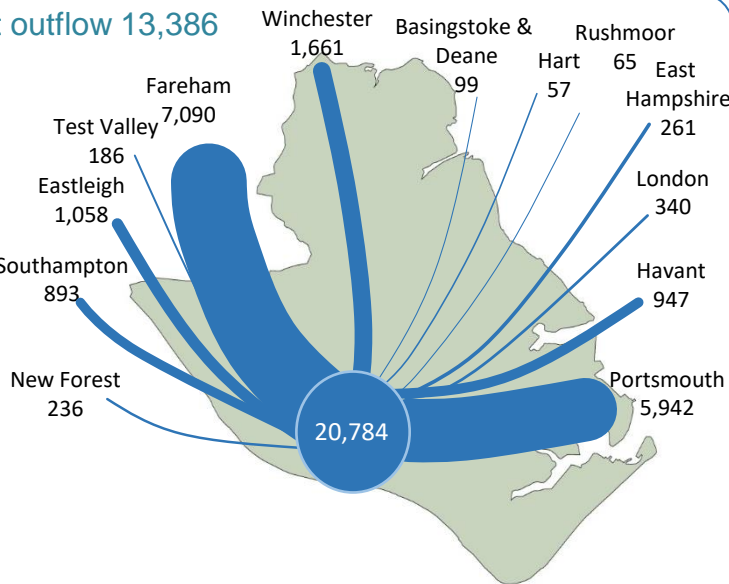 : outflow 13,386
Winchester
1,661
Basingstoke &
Deane
99
Rushmoor
65
Hart
57
East
Hampshire
261
Fareham
7,090
Test Valley
186
Eastleigh
1,058
London
340
Southampton
893
Havant
947
New Forest
236
Portsmouth
5,942
20,784